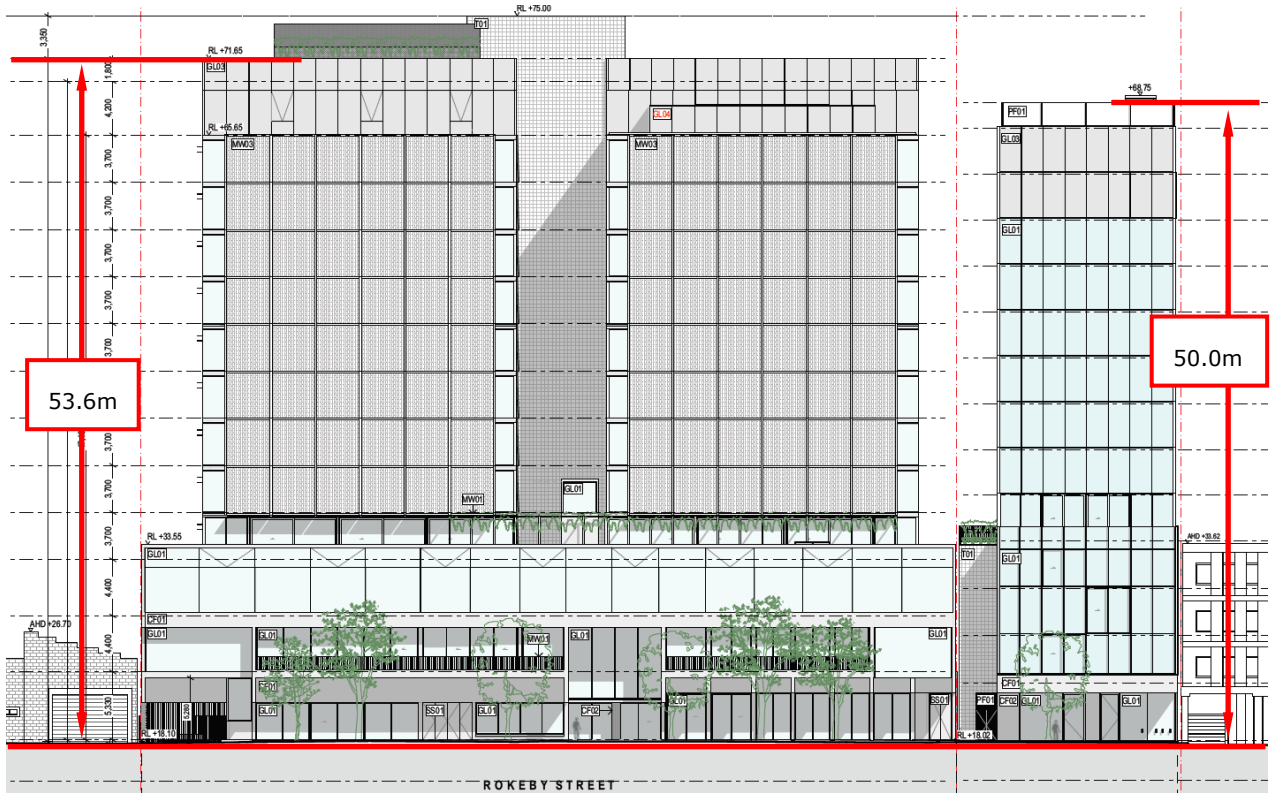 RL +75.00
T01
3,350
RL +71.65
GL03
1,800
+68.75
PF01
4,200
GL04
RL +65.65
MW03
MW03
GL03
3,700
3,700
GL01
3,700
3,700
3,700
50.0m
53.6m
3,700
3,700
3,700
MW01
GL01
3,700
RL +33.55
AHD +33.62
GL01
T01
GL01
4,400
CF01
AHD +26.70
GL01
GL01
MW01
GL01
GL01
4,400
CF01
5,330
5,280
GL01
SS01
GL01
CF02
GL01
SS01
PF01
CF02
GL01
GL01
RL +18.10
RL +18.02
ROKEBY STREET